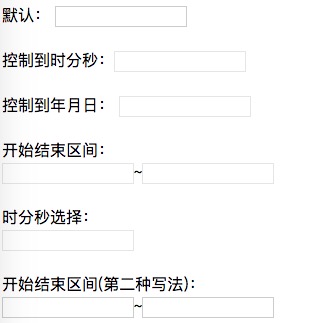 默认：
控制到时分秒：
控制到年月日：
开始结束区间：
~
时分秒选择：
开始结束区间(第二种写法)：
~